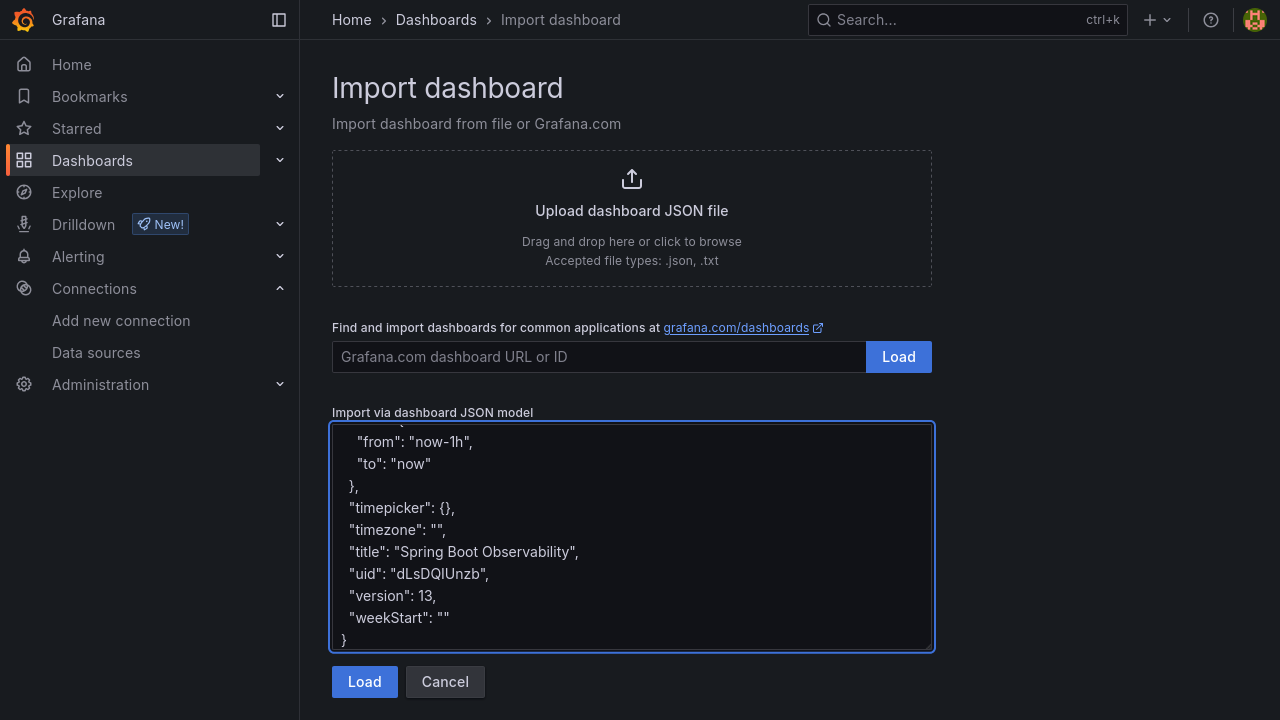 Grafana
Home › Dashboards › Import dashboard
Search...
ctrl+k
Home
Bookmarks
Starred
Dashboards
Explore
Drilldown
New!
Alerting
Connections
Add new connection
Data sources
Administration
Import dashboard
Import dashboard from file or Grafana.com
Upload dashboard JSON file
Drag and drop here or click to browse
Accepted file types: .json, .txt
Find and import dashboards for common applications at grafana.com/dashboards
Grafana.com dashboard URL or ID
Load
Import via dashboard JSON model
"from": "now-1h",
"to": "now"
},
"timepicker": {},
"timezone": "",
"title": "Spring Boot Observability",
"uid": "dLsDQIUnzb",
"version": 13,
"weekStart": ""
}
Load
Cancel